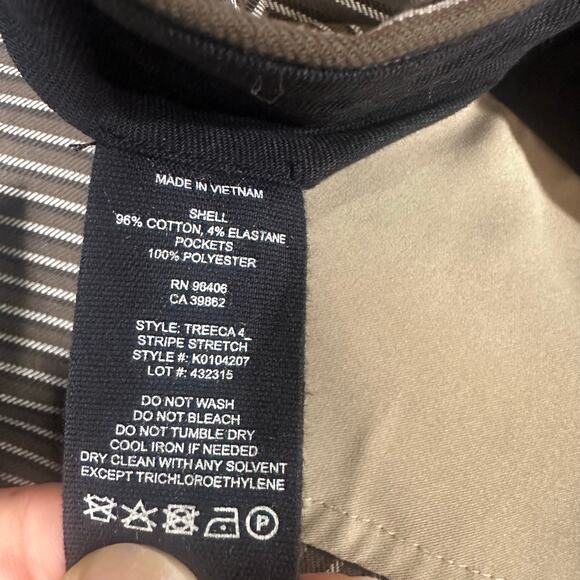 MADE IN VIETNAM
SHELL
96% COTTON, 4% ELASTANE
POCKETS
100% POLYESTER
RN 96406
CA 39862
STYLE: TREECA 4_
STRIPE STRETCH
STYLE #: K0104207
LOT #: 432315
DO NOT WASH
DO NOT BLEACH
DO NOT TUMBLE DRY
COOL IRON IF NEEDED
DRY CLEAN WITH ANY SOLVENT
EXCEPT TRICHLOROETHYLENE
P